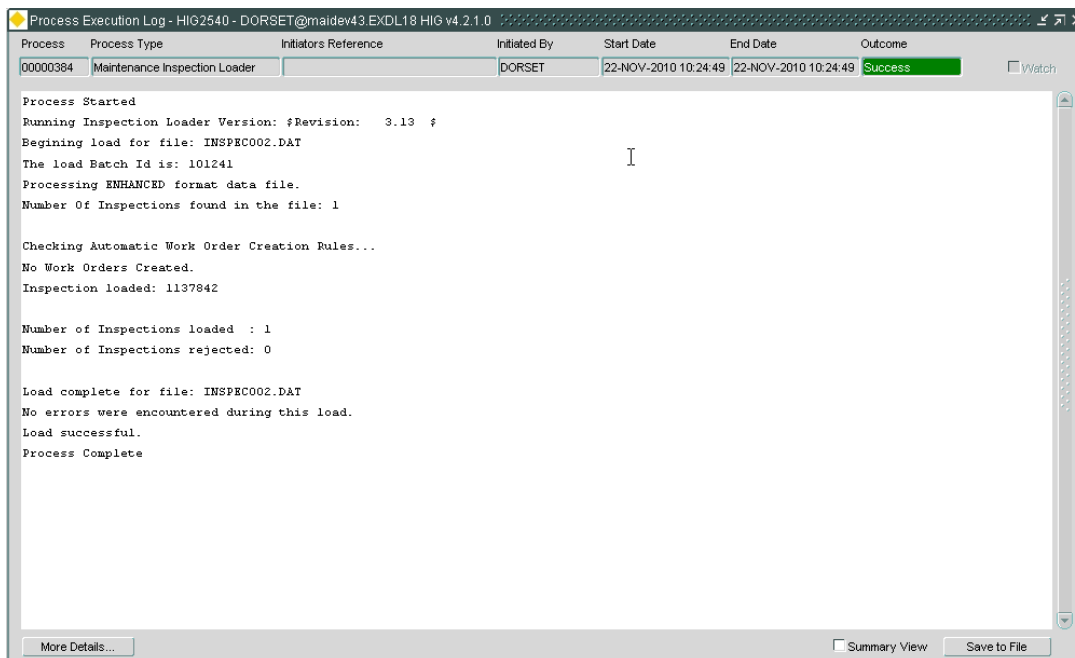 Process Execution Log - HIG2540 - DORSET@maidev43.EXDL18 HIG v4.2.1.0
Process Process Type Initiators Reference Initiated By Start Date End Date Outcome
00000384 Maintenance Inspection Loader DORSET 22-NOV-2010 10:24:49 22-NOV-2010 10:24:49 Success Watch
Process Started
Running Inspection Loader Version: $Revision: 3.13 $
Begining load for file: INSPEC002.DAT
The load Batch Id is: 101241
Processing ENHANCED format data file.
Number Of Inspections found in the file: 1
Checking Automatic Work Order Creation Rules...
No Work Orders Created.
Inspection loaded: 1137842
Number of Inspections loaded : 1
Number of Inspections rejected: 0
Load complete for file: INSPEC002.DAT
No errors were encountered during this load.
Load successful.
Process Complete
More Details... Summary View Save to File